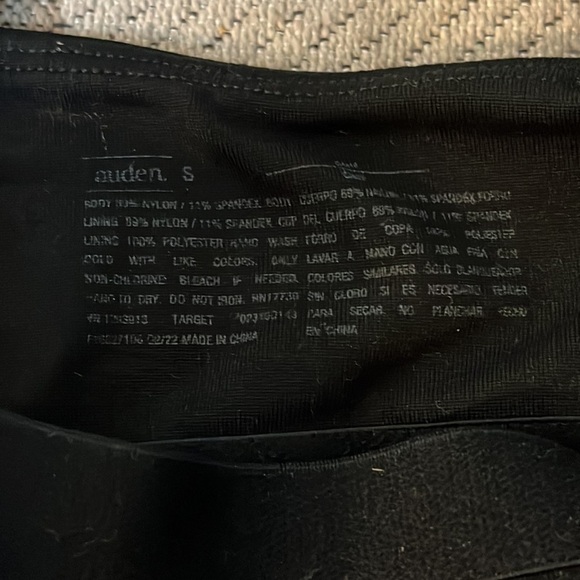 auden. S
BODY 89% NYLON / 11% SPANDEX. BODY
LINING 89% NYLON / 11% SPANDEX. CUP
LINING 100% POLYESTER HAND WASH
COLD WITH LIKE COLORS. ONLY
NON-CHLORINE BLEACH IF NEEDED.
HANG TO DRY. DO NOT IRON. RN17730
TARGET
02/22 MADE IN CHINA
CUERPO 89% NAILON / 11% SPANDEX. FORRO
DEL CUERPO 89% NAILON / 11% SPANDEX
FORRO DE COPA 100% POLIESTER
LAVAR A MANO CON AGUA FRIA CON
COLORES SIMILARES. SOLO BLANQUEADOR
SIN CLORO SI ES NECESARIO TENDER
PARA SECAR. NO PLANCHAR. HECHO
EN CHINA